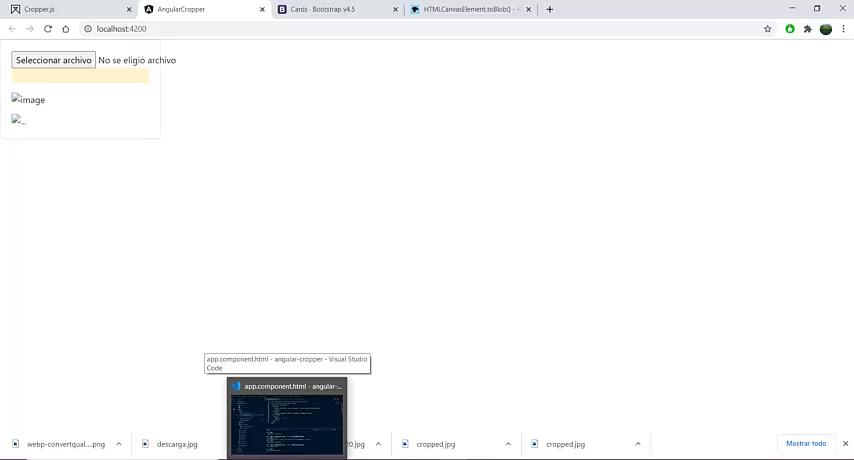 Cropper.js
AngularCropper
Cards · Bootstrap v4.5
HTMLCanvasElement.toBlob() -
localhost:4200
Seleccionar archivo No se eligió archivo
image
...
app.component.html - angular-cropper - Visual Studio
Code
app.component.html - angular-...
webp-convertqual....png
descarga.jpg
20.jpg
cropped.jpg
cropped.jpg
Mostrar todo